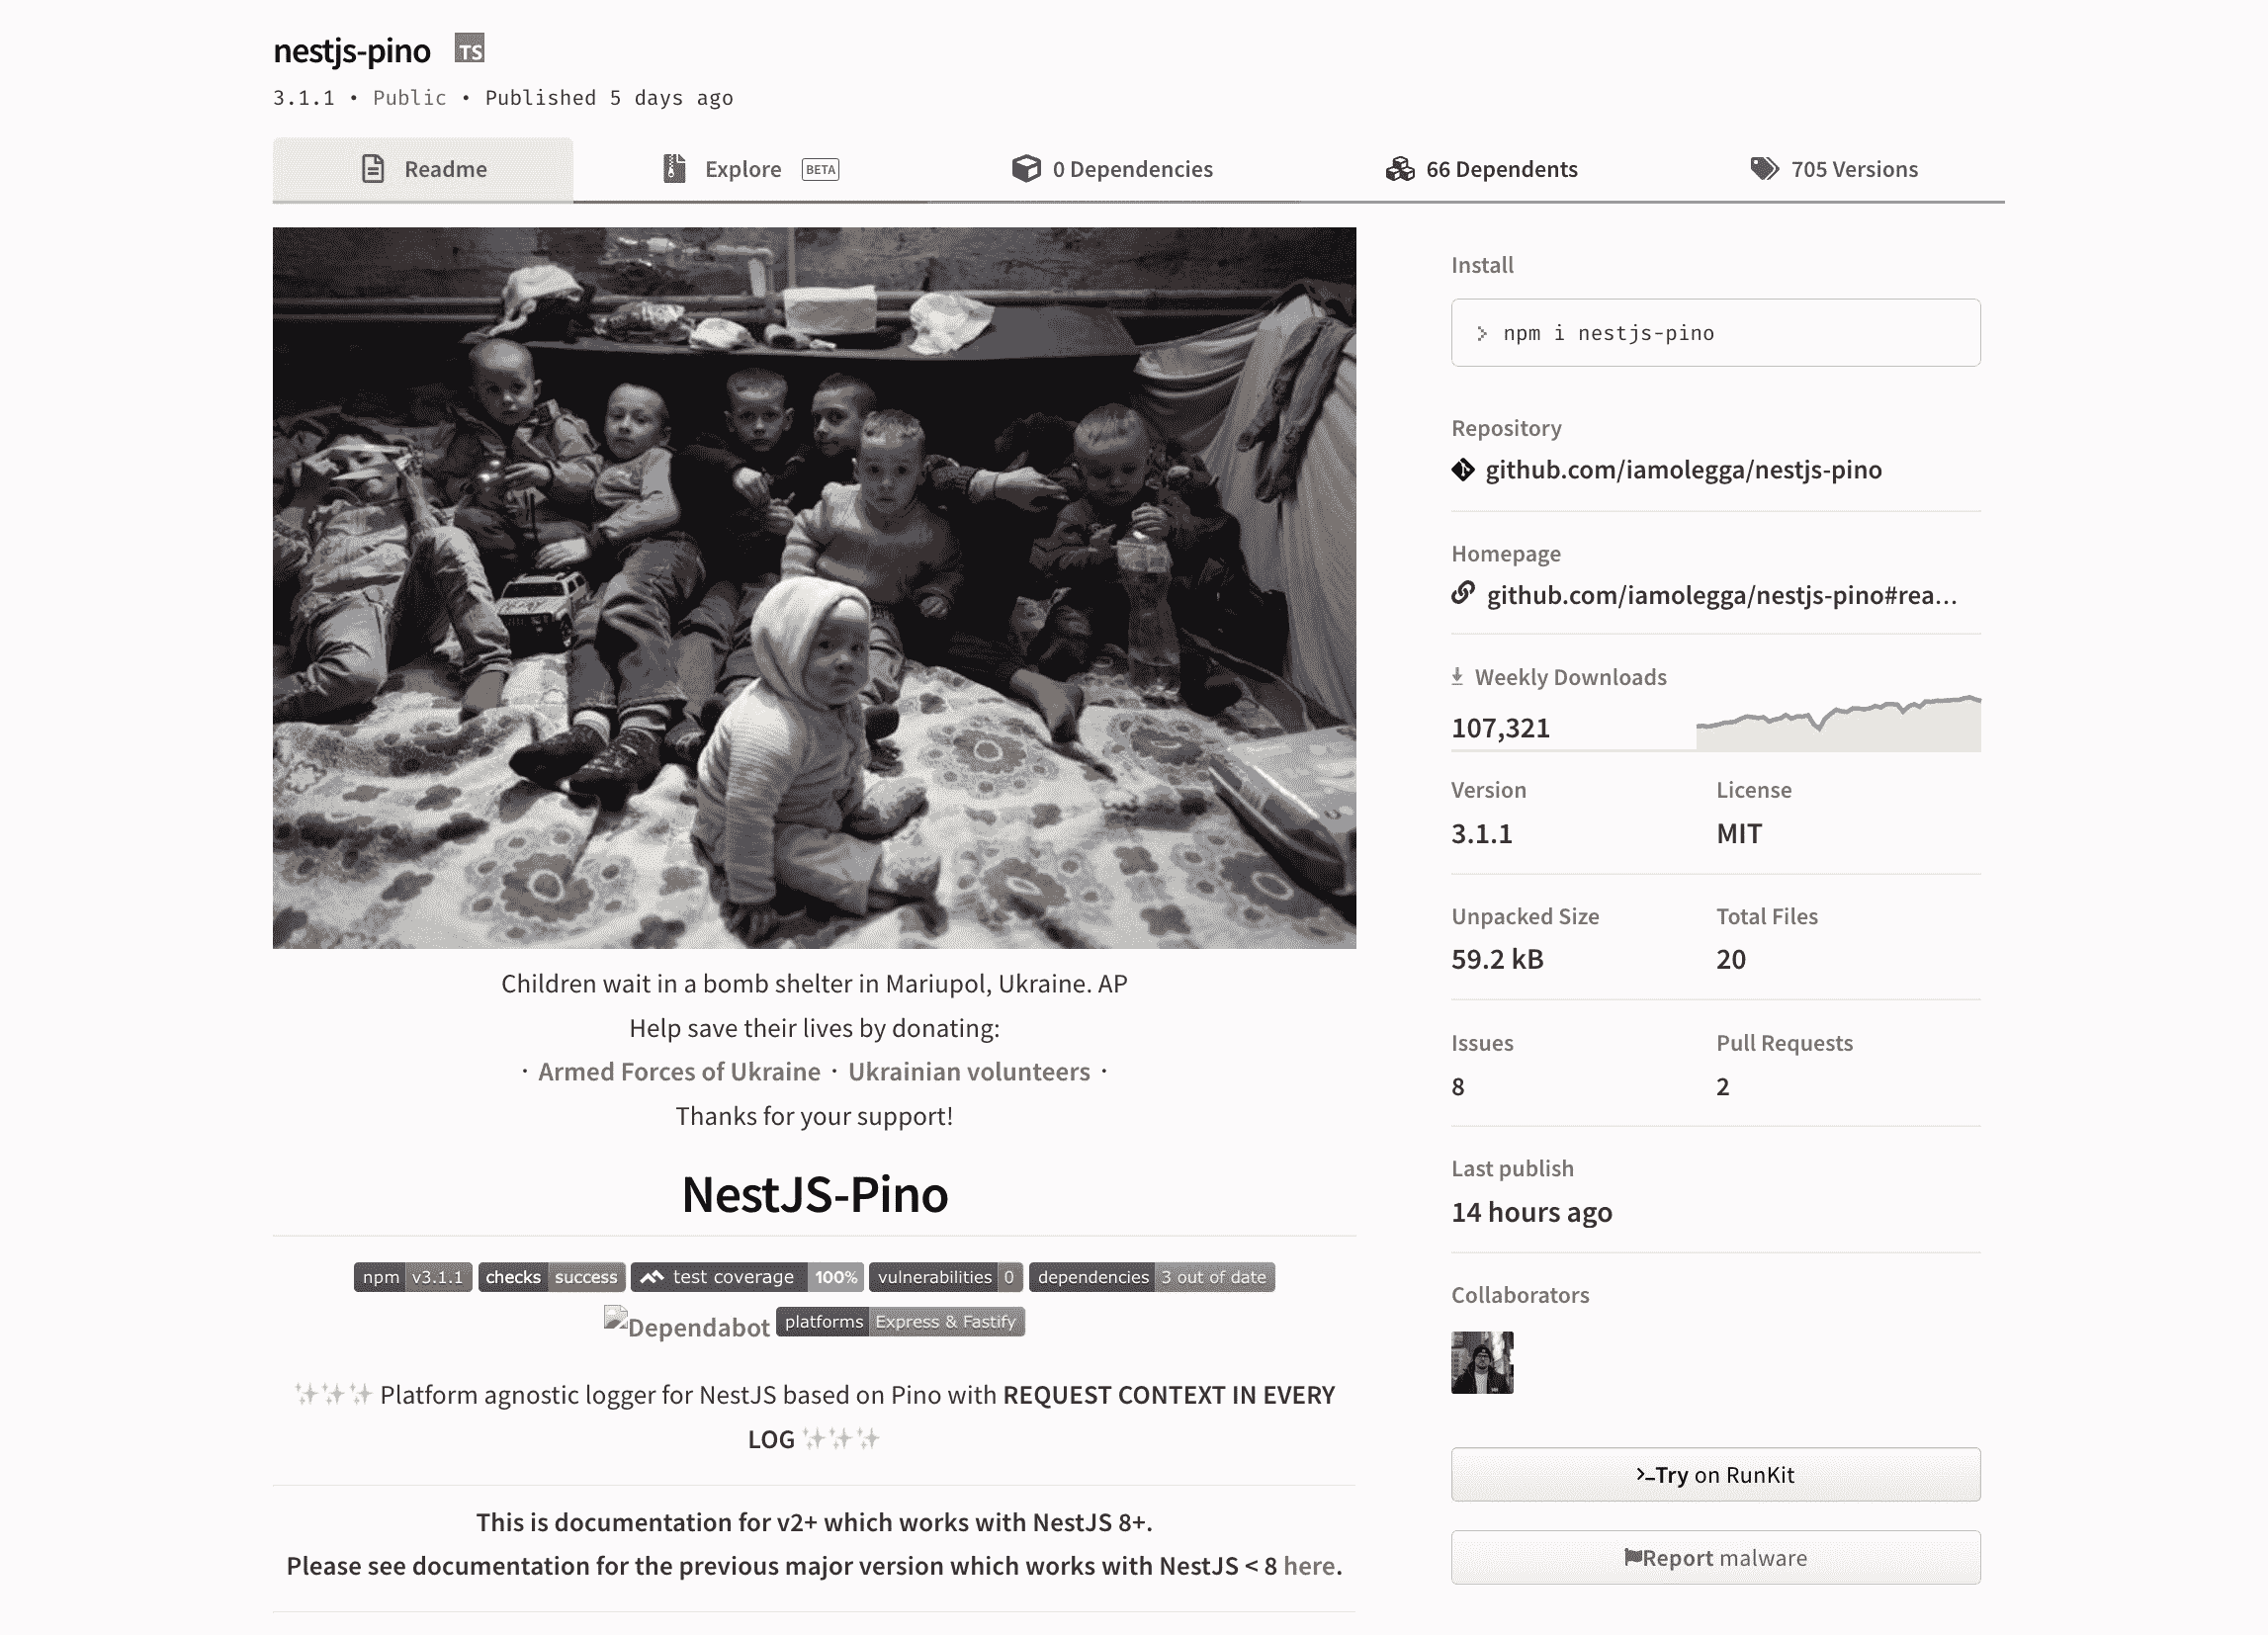 nestjs-pino TS
3.1.1 • Public • Published 5 days ago
Readme
Explore BETA
0 Dependencies
66 Dependents
705 Versions
Children wait in a bomb shelter in Mariupol, Ukraine. AP
Help save their lives by donating:
· Armed Forces of Ukraine · Ukrainian volunteers ·
Thanks for your support!
NestJS-Pino
npm v3.1.1 checks success test coverage 100% vulnerabilities 0 dependencies 3 out of date
Dependabot platforms Express & Fastify
✨✨✨ Platform agnostic logger for NestJS based on Pino with REQUEST CONTEXT IN EVERY
LOG ✨✨✨
This is documentation for v2+ which works with NestJS 8+.
Please see documentation for the previous major version which works with NestJS < 8 here.
Install
npm i nestjs-pino
Repository
github.com/iamolegga/nestjs-pino
Homepage
github.com/iamolegga/nestjs-pino#rea...
Weekly Downloads
107,321
Version License
3.1.1 MIT
Unpacked Size Total Files
59.2 kB 20
Issues Pull Requests
8 2
Last publish
14 hours ago
Collaborators
Try on RunKit
Report malware